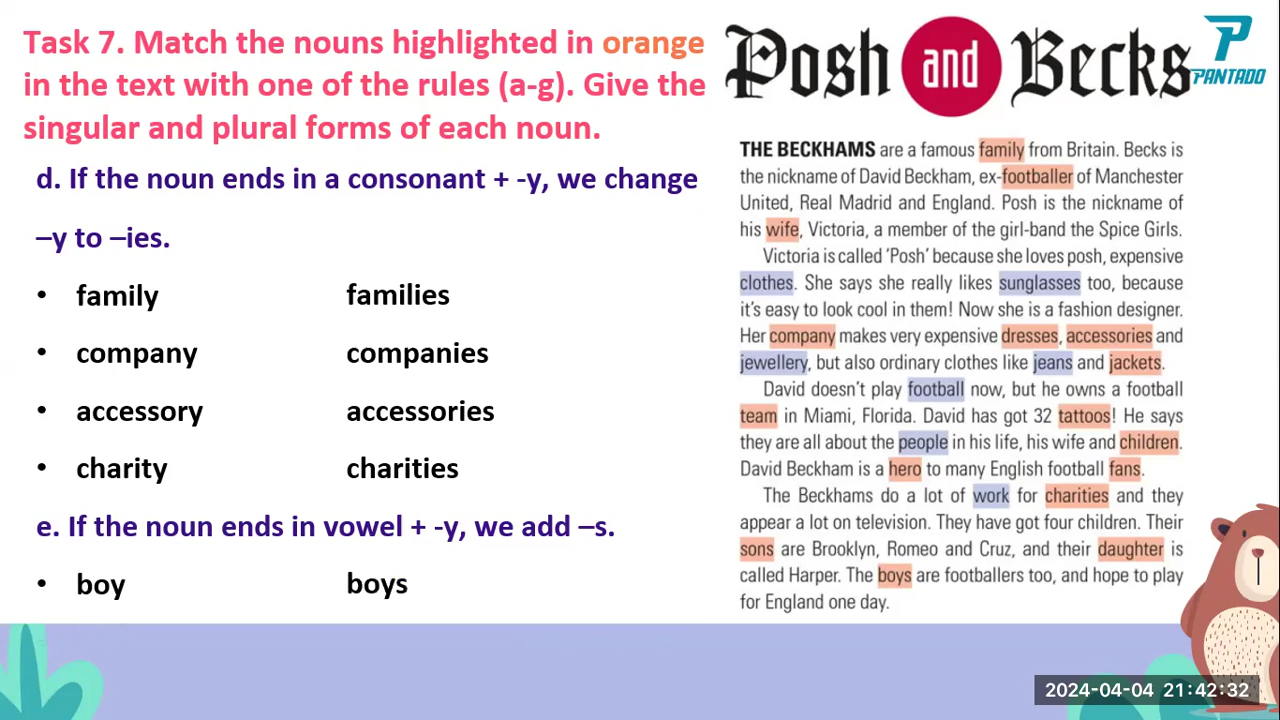 Task 7. Match the nouns highlighted in orange
in the text with one of the rules (a-g). Give the
singular and plural forms of each noun.
d. If the noun ends in a consonant + -y, we change
–y to –ies.
• family families
• company companies
• accessory accessories
• charity charities
e. If the noun ends in vowel + -y, we add –s.
• boy boys
Posh and Becks
PANTADO
THE BECKHAMS are a famous family from Britain. Becks is
the nickname of David Beckham, ex-footballer of Manchester
United, Real Madrid and England. Posh is the nickname of
his wife, Victoria, a member of the girl-band the Spice Girls.
Victoria is called ‘Posh’ because she loves posh, expensive
clothes. She says she really likes sunglasses too, because
it’s easy to look cool in them! Now she is a fashion designer.
Her company makes very expensive dresses, accessories and
jewellery, but also ordinary clothes like jeans and jackets.
David doesn’t play football now, but he owns a football
team in Miami, Florida. David has got 32 tattoos! He says
they are all about the people in his life, his wife and children.
David Beckham is a hero to many English football fans.
The Beckhams do a lot of work for charities and they
appear a lot on television. They have got four children. Their
sons are Brooklyn, Romeo and Cruz, and their daughter is
called Harper. The boys are footballers too, and hope to play
for England one day.
2024-04-04 21:42:32